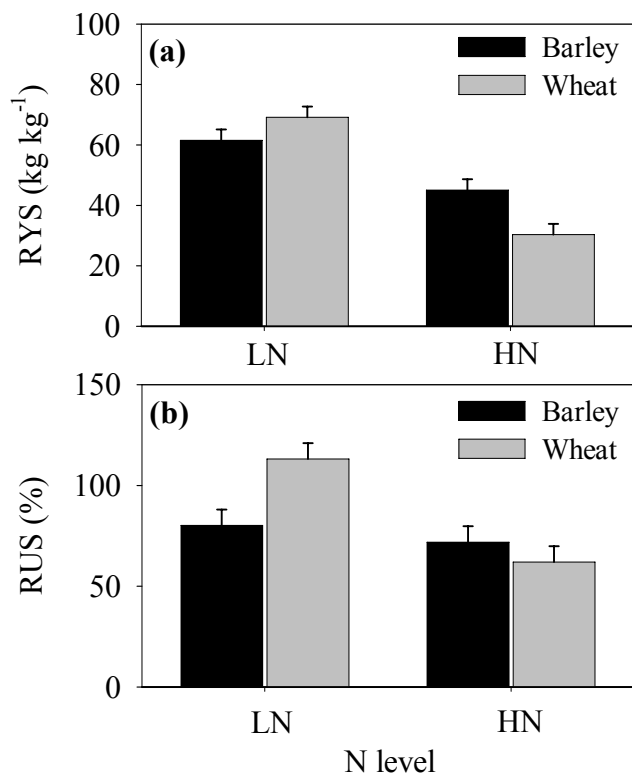 100
(a)
Barley
Wheat
80
60
40
20
0
RYS (kg kg⁻¹)
LN HN
150
(b)
Barley
Wheat
100
50
0
RUS (%)
LN HN
N level